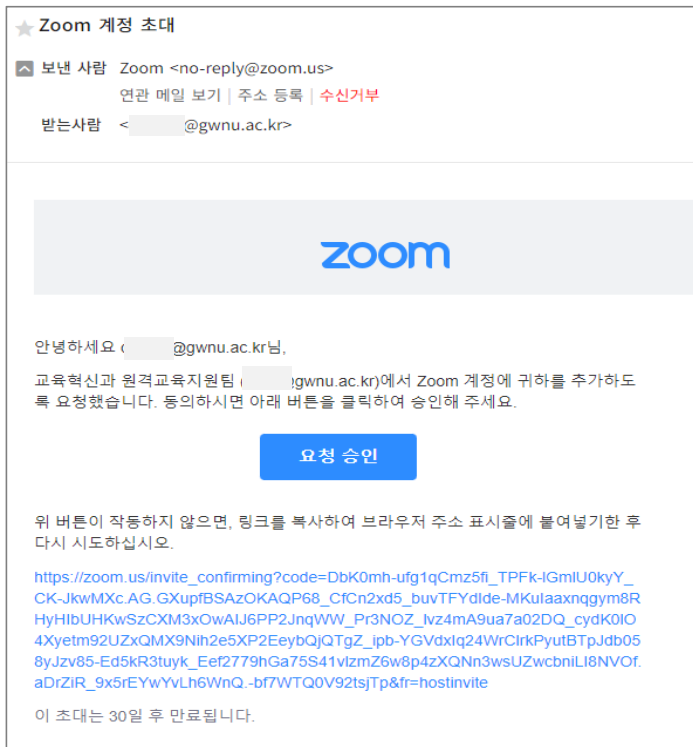 Zoom 계정 초대
보낸 사람 Zoom <no-reply@zoom.us>
연관 메일 보기 | 주소 등록 | 수신거부
받는사람 < @gwnu.ac.kr>
zoom
안녕하세요 @gwnu.ac.kr님,
교육혁신과 원격교육지원팀 ( gwnu.ac.kr)에서 Zoom 계정에 귀하를 추가하도
록 요청했습니다. 동의하시면 아래 버튼을 클릭하여 승인해 주세요.
요청 승인
위 버튼이 작동하지 않으면, 링크를 복사하여 브라우저 주소 표시줄에 붙여넣기한 후
다시 시도하십시오.
https://zoom.us/invite_confirming?code=DbK0mh-ufg1qCmz5fi_TPFk-IGmIU0kyY_
CK-JkwMXc.AG.GXupfBSAzOKAQP68_CfCn2xd5_buvTFYdIde-MKuIaaxnqgym8R
HyHIbUHKwSzCXM3xOwAIJ6PP2JnqWW_Pr3NOZ_Ivz4mA9ua7a02DQ_cydK0IO
4Xyetm92UZxQMX9Nih2e5XP2EeybQjQTgZ_ipb-YGVdxIq24WrCIrkPyutBTpJdb05
8yJzv85-Ed5kR3tuyk_Eef2779hGa75S41vIzmZ6w8p4zXQNn3wsUZwcbniLI8NVOf.
aDrZiR_9x5rEYwYvLh6WnQ.-bf7WTQ0V92tsjTp&fr=hostinvite
이 초대는 30일 후 만료됩니다.